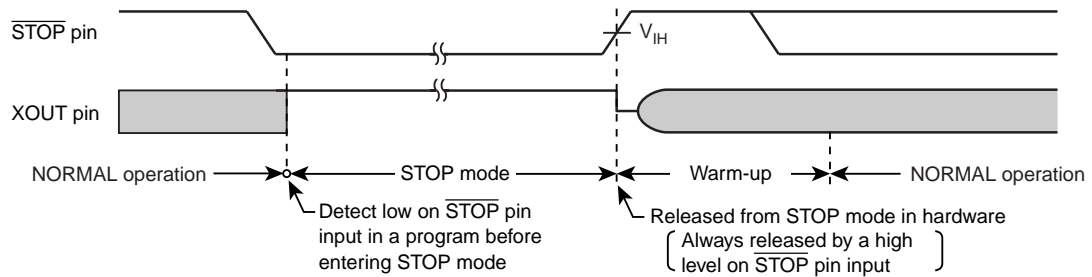 STOP pin
V_IH
XOUT pin
NORMAL operation
STOP mode
Warm-up
NORMAL operation
Detect low on STOP pin
input in a program before
entering STOP mode
Released from STOP mode in hardware
Always released by a high
level on STOP pin input